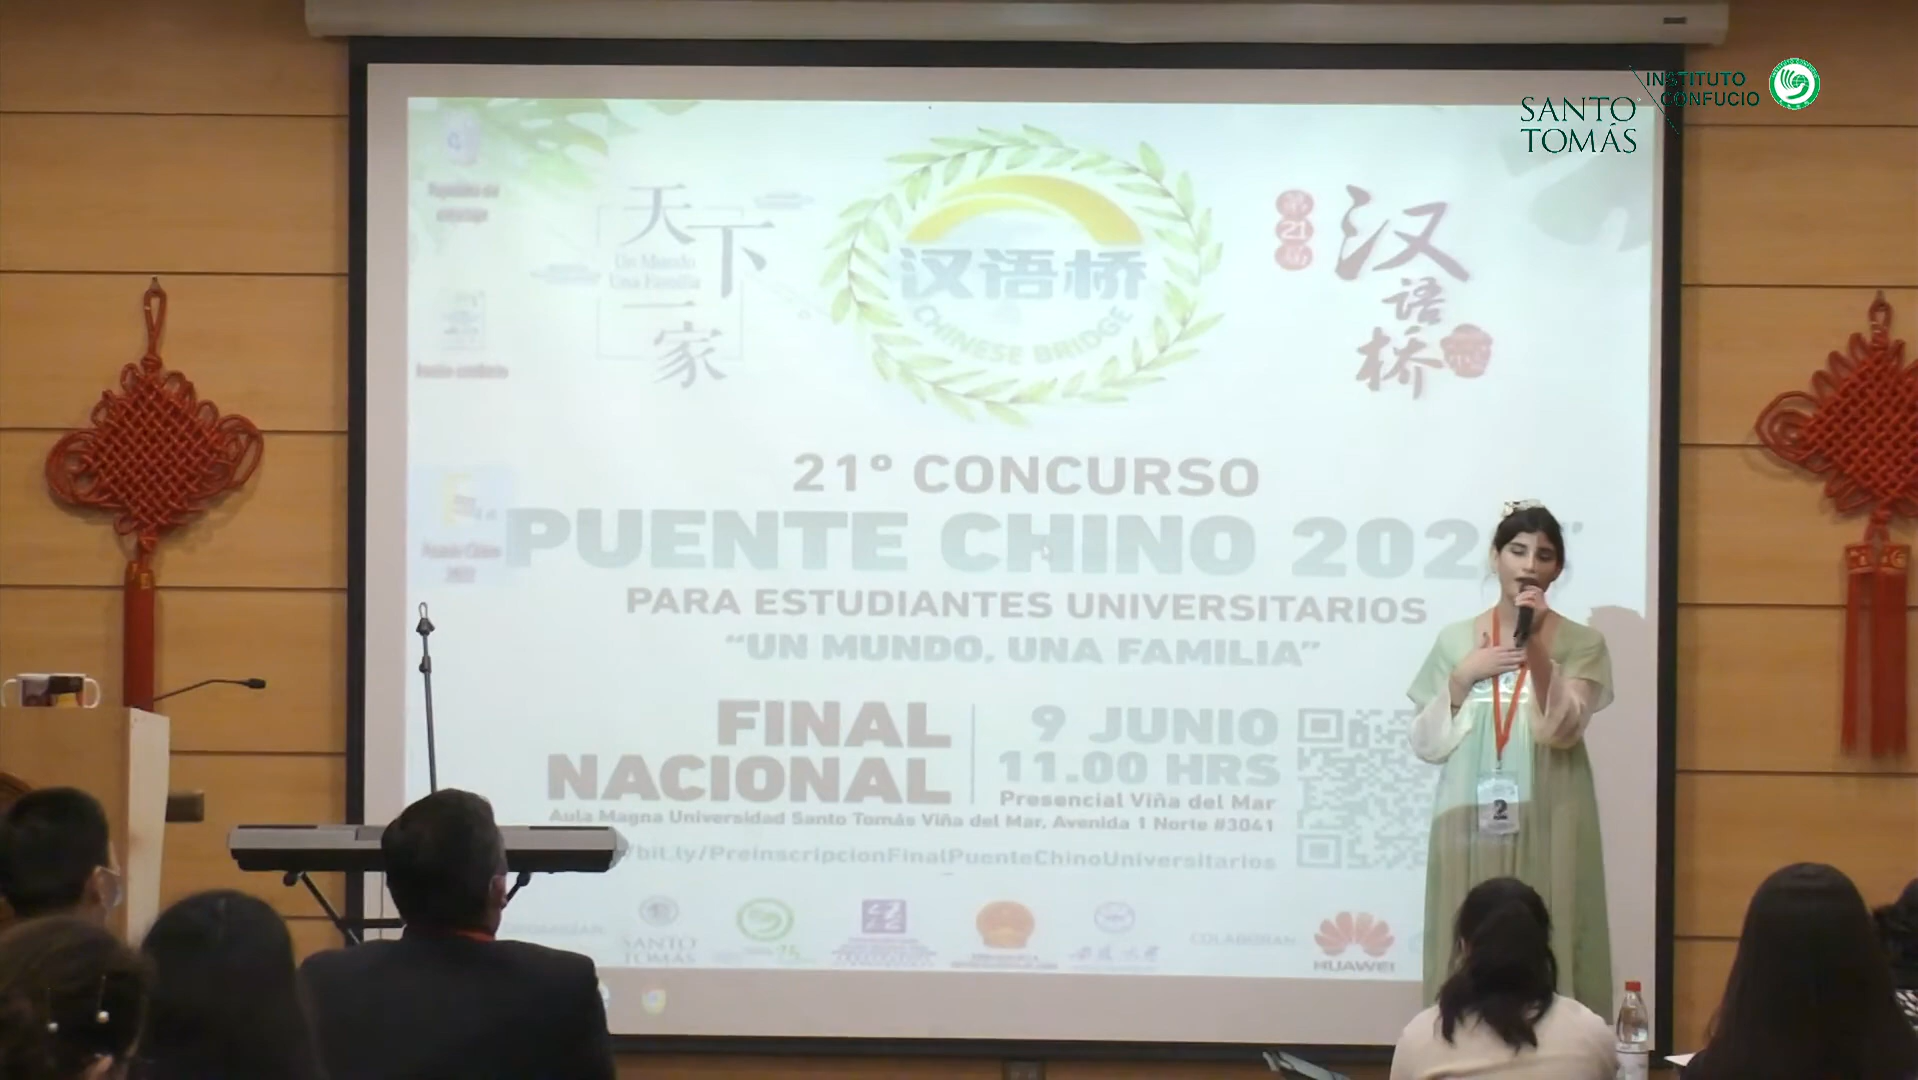 INSTITUTO
CONFUCIO
SANTO
TOMÁS
天下
Un Mundo
Una Familia
一家
汉语桥
CHINESE BRIDGE
第
21
届
汉
语
桥
21° CONCURSO
PUENTE CHINO 202
PARA ESTUDIANTES UNIVERSITARIOS
“UN MUNDO, UNA FAMILIA”
FINAL
NACIONAL
9 JUNIO
11.00 HRS
Presencial Viña del Mar
Aula Magna Universidad Santo Tomás Viña del Mar, Avenida 1 Norte #3041
/bit.ly/PreinscripcionFinalPuenteChinoUniversitarios
SANTO
TOMÁS
COLABORAN
HUAWEI
2